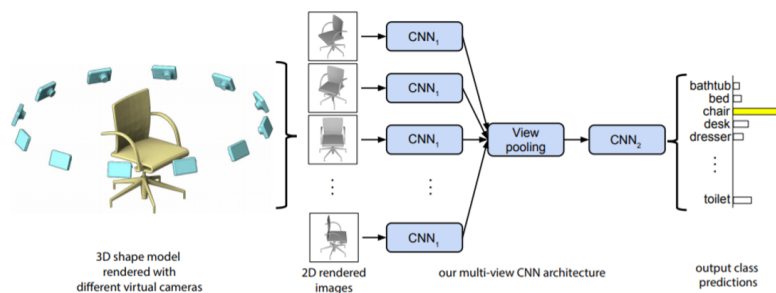 CNN1
CNN1
CNN1
CNN1
View
pooling
CNN2
bathtub
bed
chair
desk
dresser
toilet
3D shape model
rendered with
different virtual cameras
2D rendered
images
our multi-view CNN architecture
output class
predictions